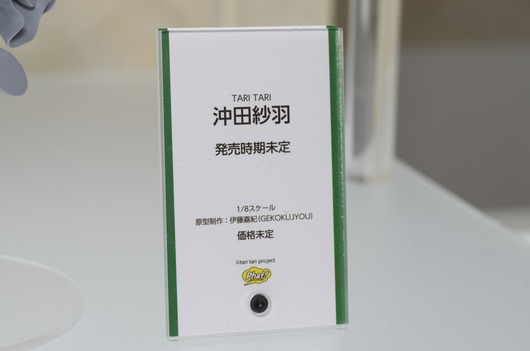 TARI TARI
沖田紗羽
発売時期未定
1/8スケール
原型制作：伊藤嘉紀(GEKOKUJYOU)
価格未定
©tari tari project
Phat!